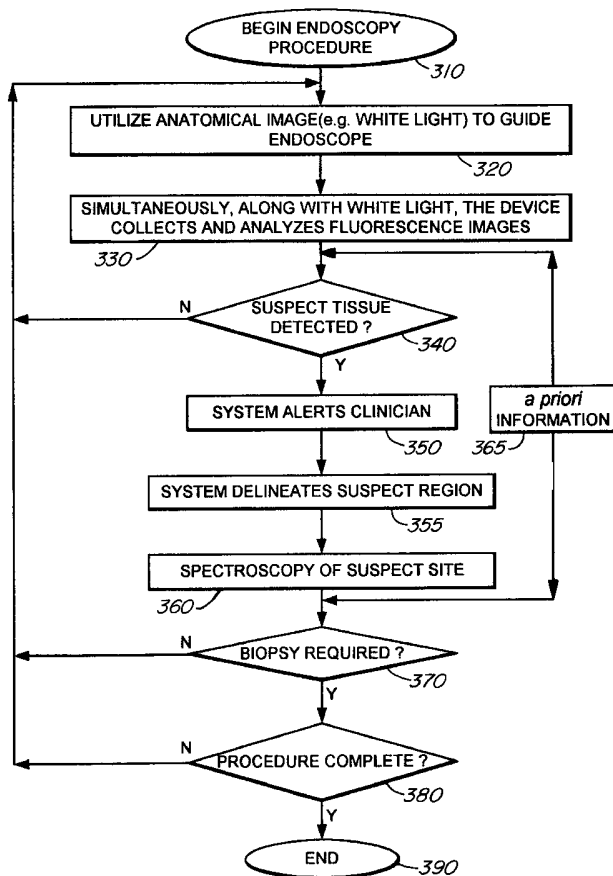 BEGIN ENDOSCOPY
PROCEDURE
310
UTILIZE ANATOMICAL IMAGE(e.g. WHITE LIGHT) TO GUIDE
ENDOSCOPE
320
SIMULTANEOUSLY, ALONG WITH WHITE LIGHT, THE DEVICE
COLLECTS AND ANALYZES FLUORESCENCE IMAGES
330
N
SUSPECT TISSUE
DETECTED ?
340
Y
SYSTEM ALERTS CLINICIAN
350
a priori
INFORMATION
365
SYSTEM DELINEATES SUSPECT REGION
355
SPECTROSCOPY OF SUSPECT SITE
360
N
BIOPSY REQUIRED ?
370
Y
N
PROCEDURE COMPLETE ?
380
Y
END
390